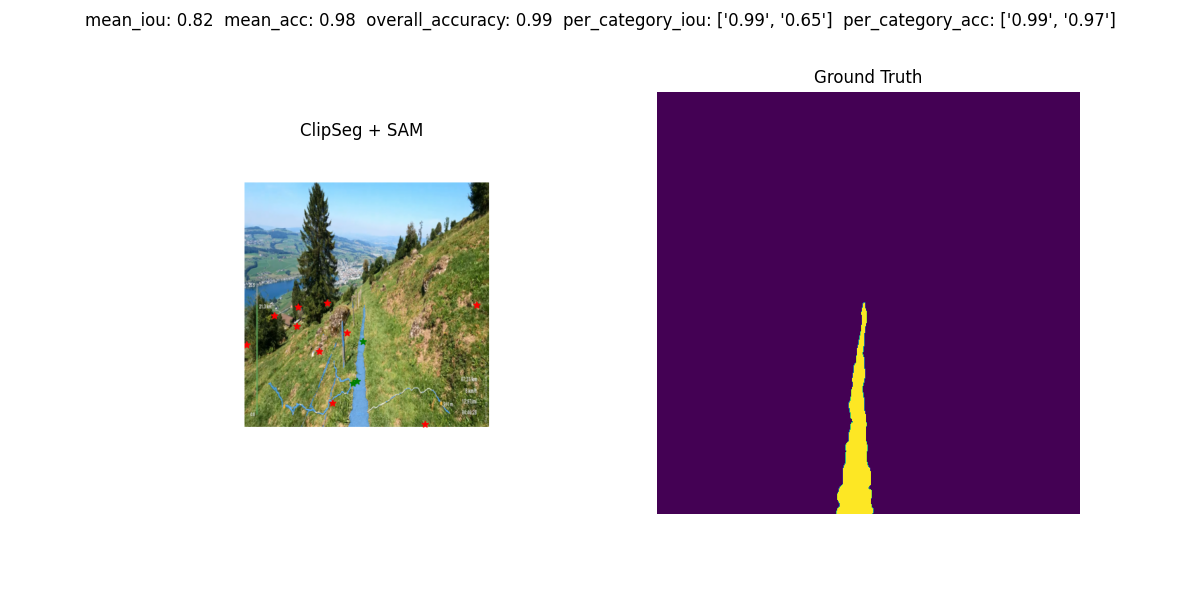 mean_iou: 0.82 mean_acc: 0.98 overall_accuracy: 0.99 per_category_iou: ['0.99', '0.65'] per_category_acc: ['0.99', '0.97']
Ground Truth
ClipSeg + SAM